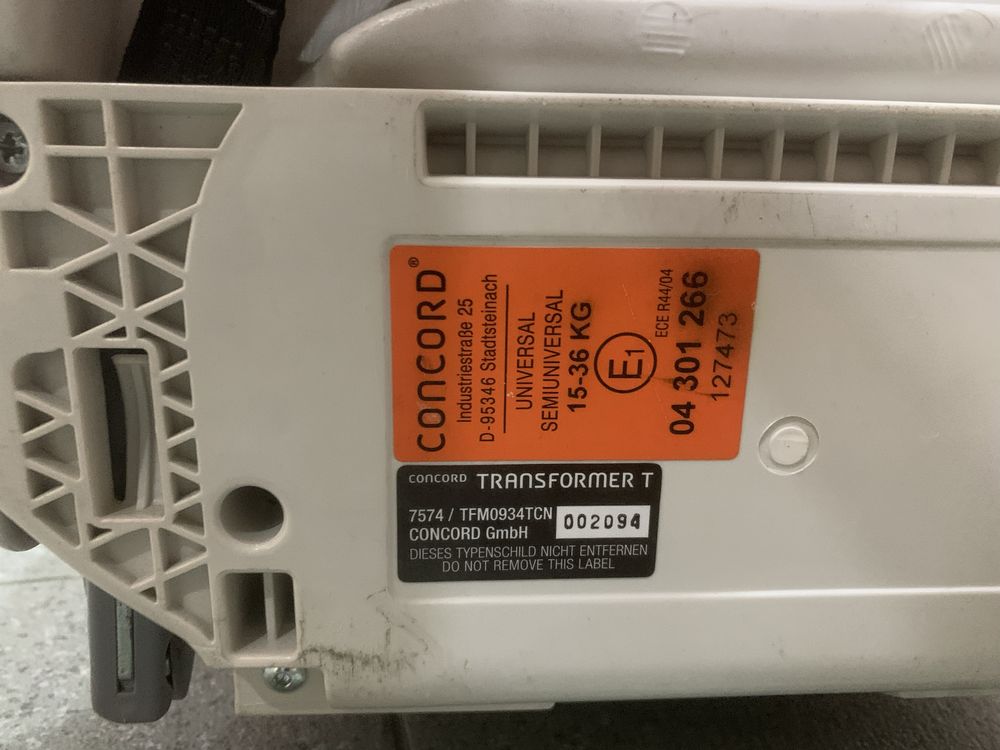 CONCORD®
Industriestraße 25
D-95346 Stadtsteinach
UNIVERSAL
SEMIUNIVERSAL
15-36 KG
E1
ECE R44/04
04 301 266
127473
CONCORD TRANSFORMER T
7574 / TFM0934TCN 002094
CONCORD GmbH
DIESES TYPENSCHILD NICHT ENTFERNEN
DO NOT REMOVE THIS LABEL